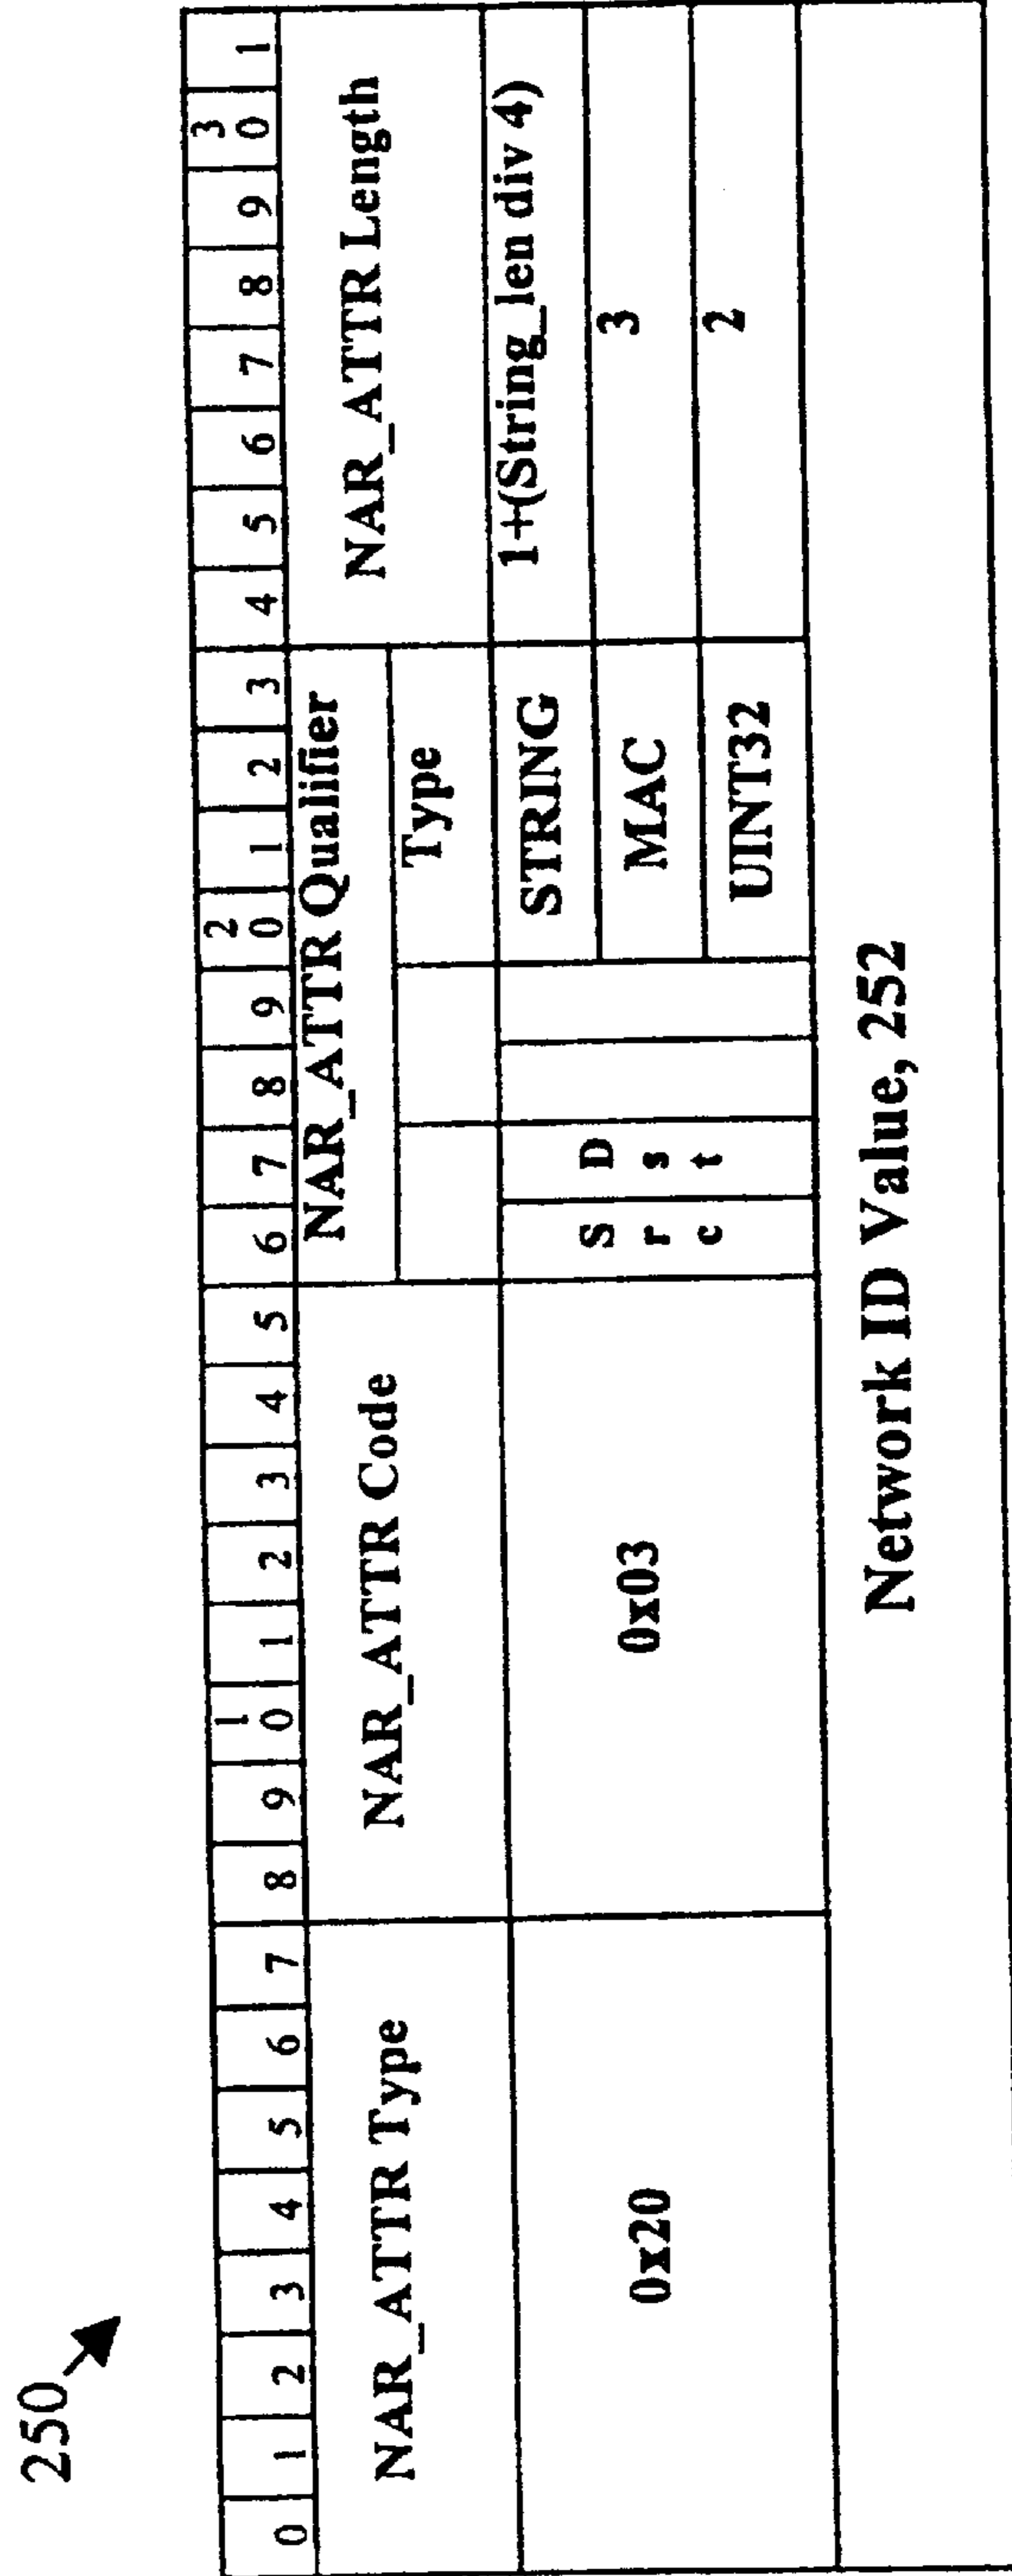 250
1 2 3
0 1 2 3 4 5 6 7 8 9 0 1 2 3 4 5 6 7 8 9 0 1 2 3 4 5 6 7 8 9 0 1
NAR_ATTR Type NAR_ATTR Code NAR_ATTR Qualifier NAR_ATTR Length
Type
0x20 0x03 Src Dst STRING 1+(String_len div 4)
MAC 3
UINT32 2
Network ID Value, 252